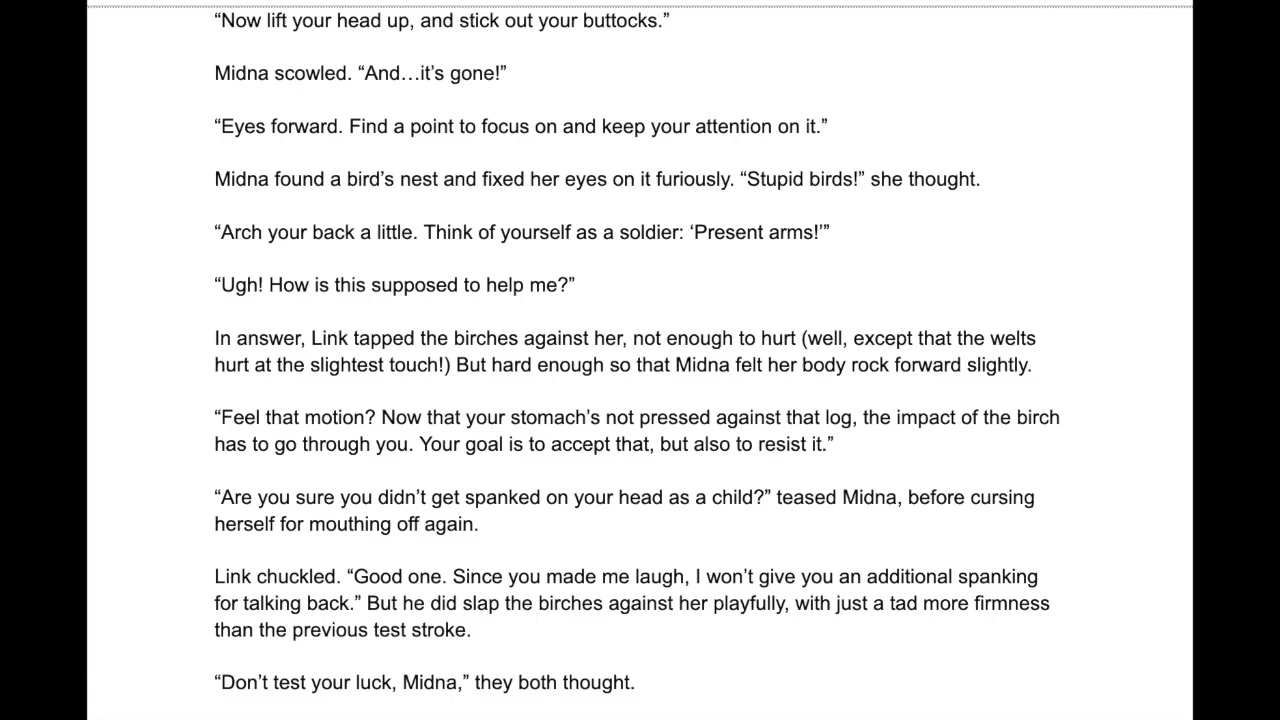 “Now lift your head up, and stick out your buttocks.”
Midna scowled. “And…it’s gone!”
“Eyes forward. Find a point to focus on and keep your attention on it.”
Midna found a bird’s nest and fixed her eyes on it furiously. “Stupid birds!” she thought.
“Arch your back a little. Think of yourself as a soldier: ‘Present arms!’”
“Ugh! How is this supposed to help me?”
In answer, Link tapped the birches against her, not enough to hurt (well, except that the welts
hurt at the slightest touch!) But hard enough so that Midna felt her body rock forward slightly.
“Feel that motion? Now that your stomach’s not pressed against that log, the impact of the birch
has to go through you. Your goal is to accept that, but also to resist it.”
“Are you sure you didn’t get spanked on your head as a child?” teased Midna, before cursing
herself for mouthing off again.
Link chuckled. “Good one. Since you made me laugh, I won’t give you an additional spanking
for talking back.” But he did slap the birches against her playfully, with just a tad more firmness
than the previous test stroke.
“Don’t test your luck, Midna,” they both thought.